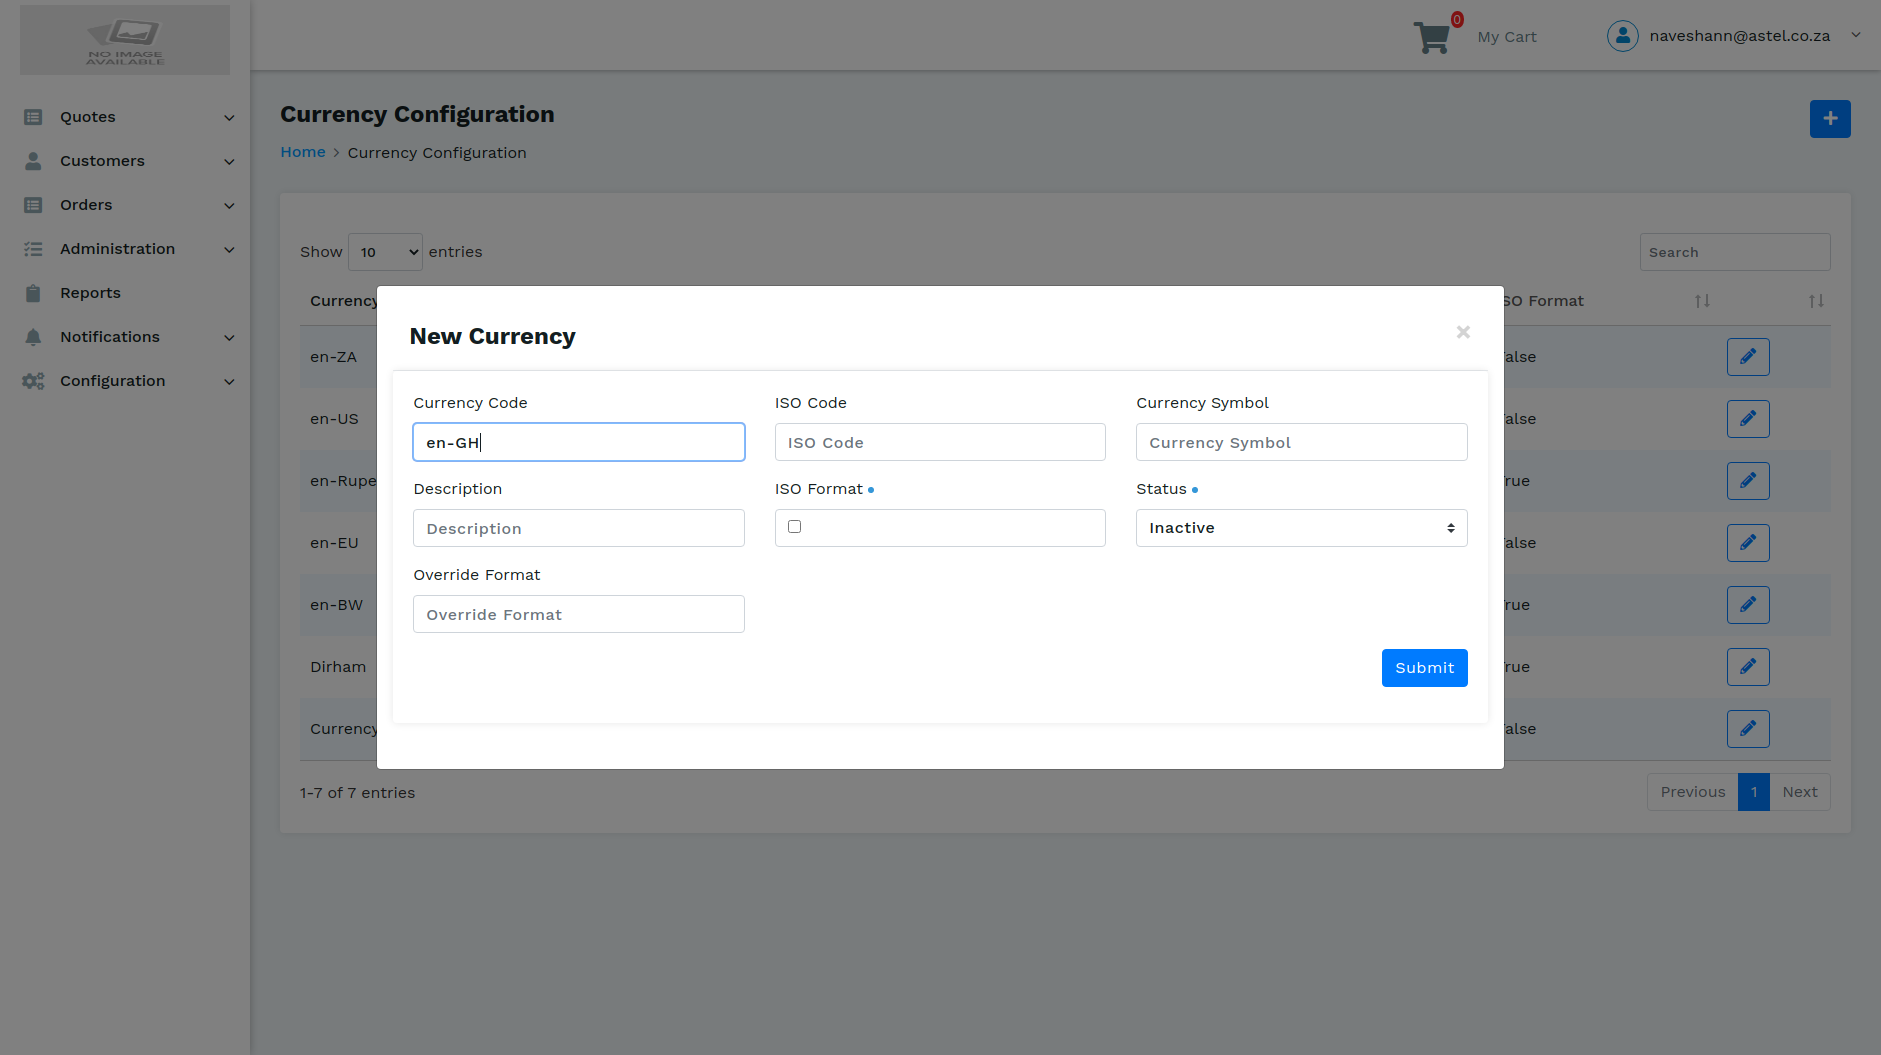 NO IMAGE
AVAILABLE
0
My Cart
naveshann@astel.co.za
Quotes
Customers
Orders
Administration
Reports
Notifications
Configuration
Currency Configuration
Home > Currency Configuration
Show 10 entries
Search
Currency
SO Format
en-ZA
alse
en-US
alse
en-Rupe
rue
en-EU
alse
en-BW
rue
Dirham
rue
Currency
alse
New Currency
×
Currency Code
ISO Code
Currency Symbol
en-GH
ISO Code
Currency Symbol
Description
ISO Format
Status
Description
Inactive
Override Format
Override Format
Submit
1-7 of 7 entries
Previous 1 Next